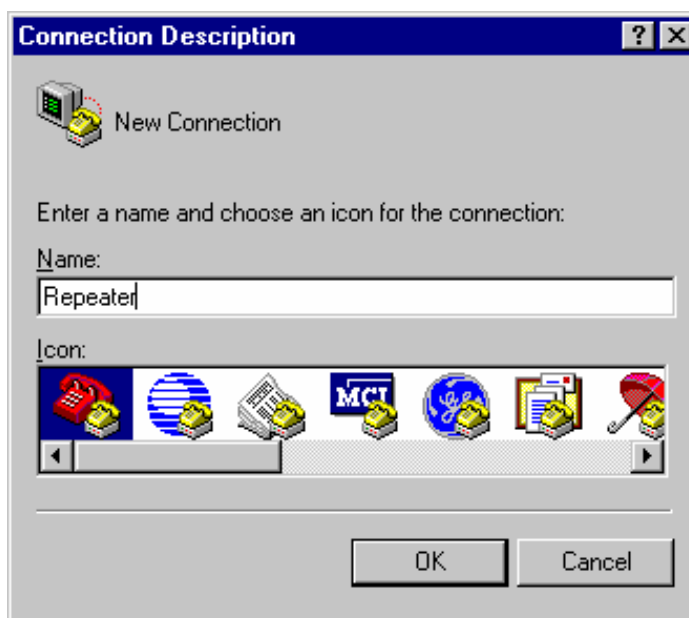 Connection Description
New Connection
Enter a name and choose an icon for the connection:
Name:
Repeater
Icon:
MCI
OK
Cancel